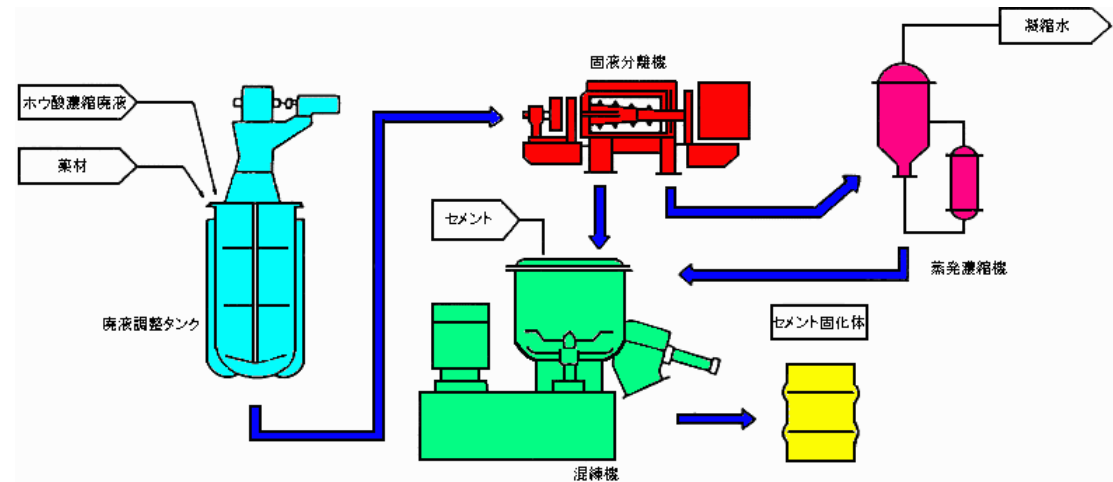 凝縮水
固液分離機
ホウ酸濃縮廃液
薬材
セメント
蒸発濃縮機
廃液調整タンク
セメント固化体
混練機